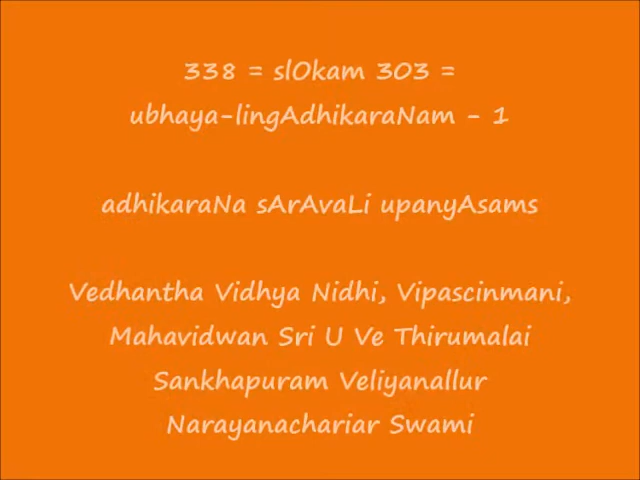 338 = slOkam 303 =
ubhaya-lingAdhikaraNam - 1
adhikaraNa sArAvaLi upanyAsams
Vedhantha Vidhya Nidhi, Vipascinmani,
Mahavidwan Sri U Ve Thirumalai
Sankhapuram Veliyanallur
Narayanachariar Swami